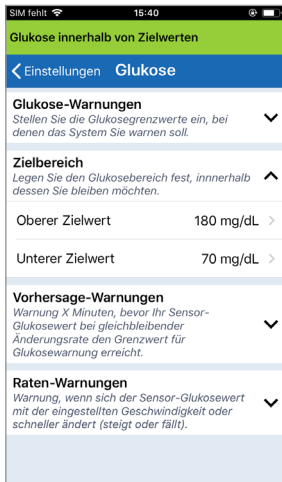 SIM fehlt 15:40
Glukose innerhalb von Zielwerten
Einstellungen Glukose
Glukose-Warnungen
Stellen Sie die Glukosegrenzwerte ein, bei
denen das System Sie warnen soll.
Zielbereich
Legen Sie den Glukosebereich fest, innnerhalb
dessen Sie bleiben möchten.
Oberer Zielwert 180 mg/dL
Unterer Zielwert 70 mg/dL
Vorhersage-Warnungen
Warnung X Minuten, bevor Ihr Sensor-
Glukosewert bei gleichbleibender
Änderungsrate den Grenzwert für
Glukosewarnung erreicht.
Raten-Warnungen
Warnung, wenn sich der Sensor-Glukosewert
mit der eingestellten Geschwindigkeit oder
schneller ändert (steigt oder fällt).